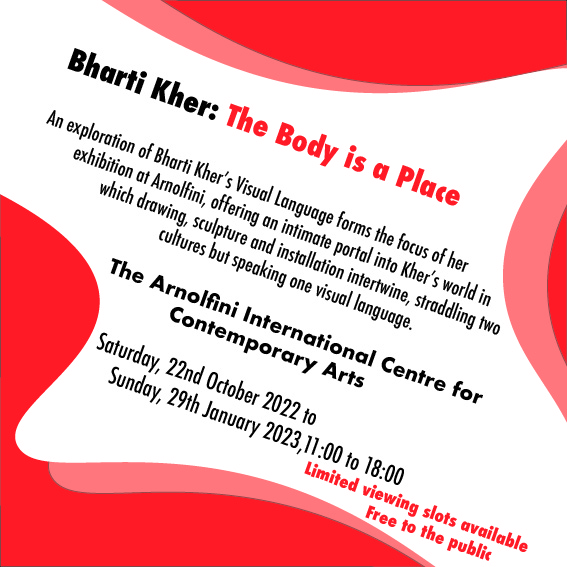 Bharti Kher: The Body is a Place
An exploration of Bharti Kher's Visual Language forms the focus of her
exhibition at Arnolfini, offering an intimate portal into Kher's world in
which drawing, sculpture and installation intertwine, straddling two
cultures but speaking one visual language.
The Arnolfini International Centre for
Contemporary Arts
Saturday, 22nd October 2022 to
Sunday, 29th January 2023,11:00 to 18:00
Limited viewing slots available
Free to the public